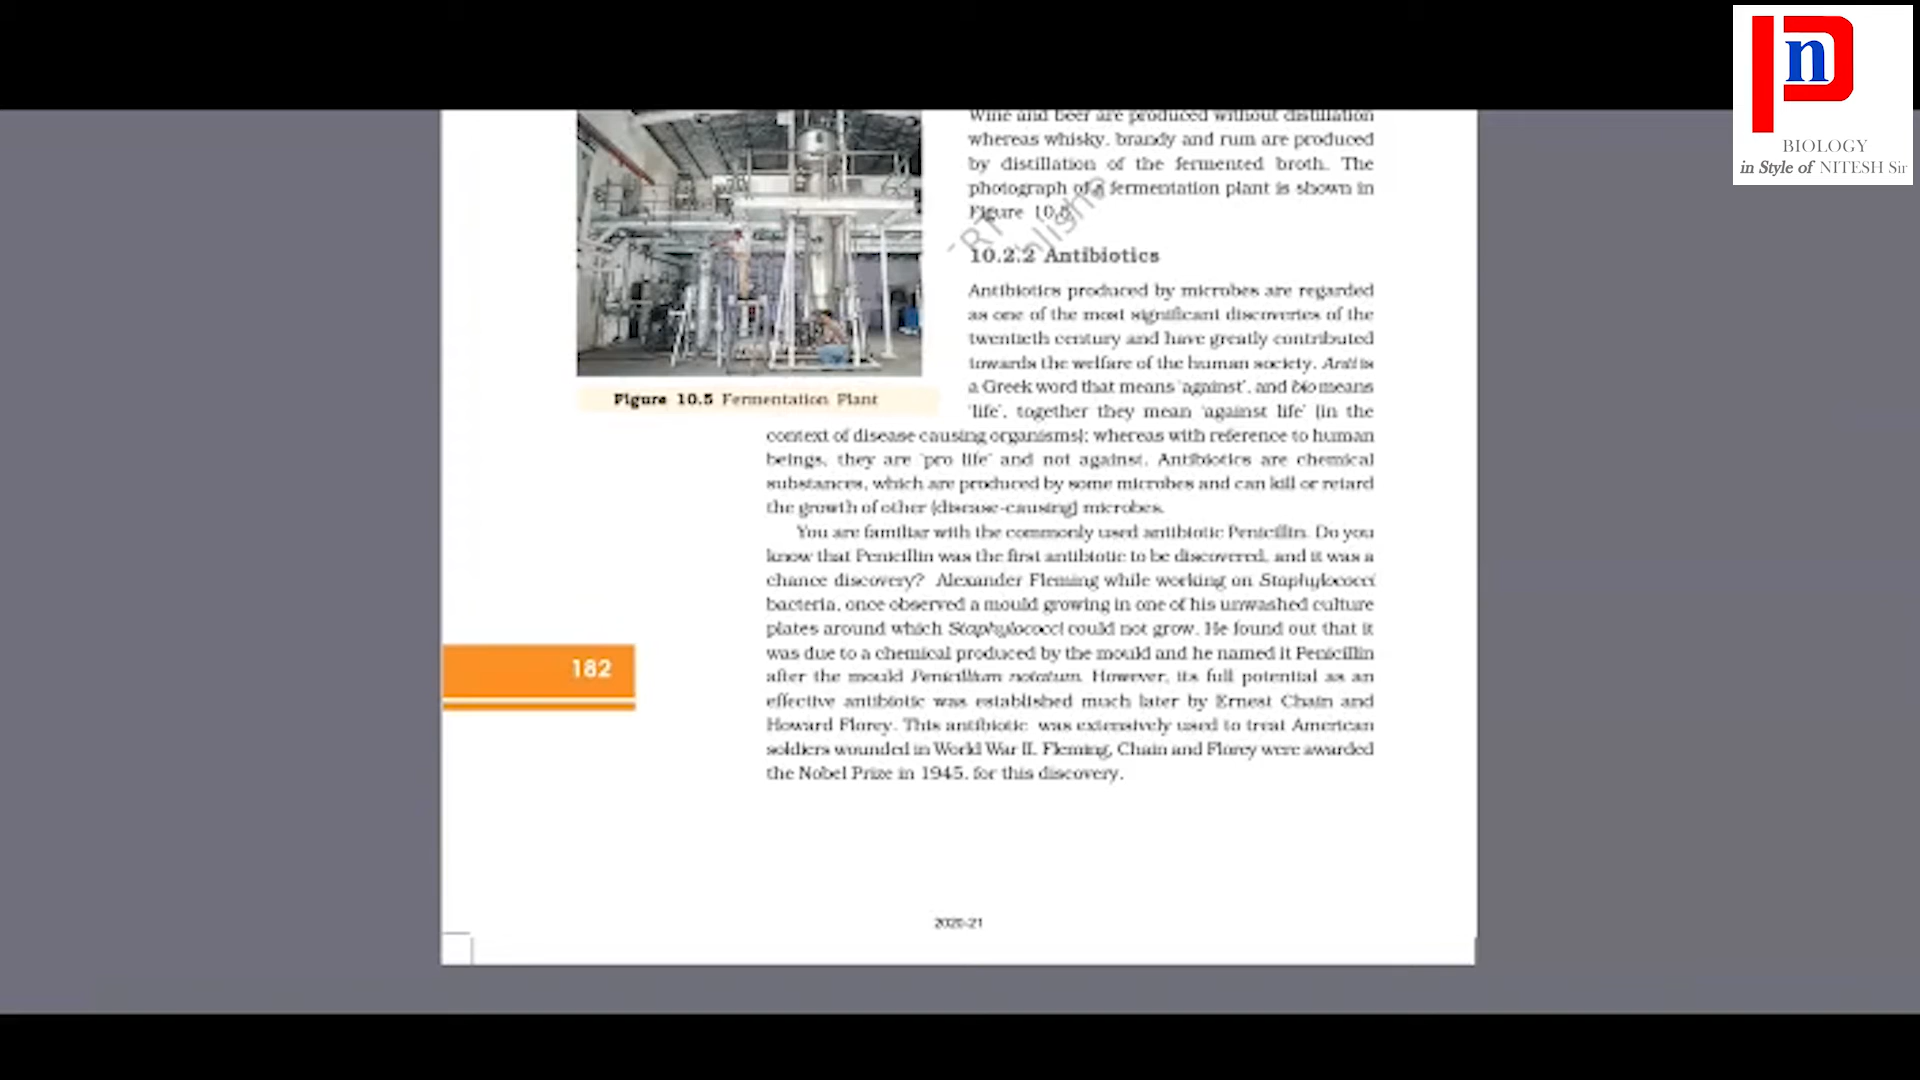 n
BIOLOGY
in Style of NITESH Sir
Wine and beer are produced without distillation
whereas whisky, brandy and rum are produced
by distillation of the fermented broth. The
photograph of a fermentation plant is shown in
Figure 10.5.
10.2.2 Antibiotics
Antibiotics produced by microbes are regarded
as one of the most significant discoveries of the
twentieth century and have greatly contributed
towards the welfare of the human society. Anti is
a Greek word that means 'against', and bio means
'life', together they mean 'against life' (in the
context of disease causing organisms); whereas with reference to human
beings, they are 'pro life' and not against. Antibiotics are chemical
substances, which are produced by some microbes and can kill or retard
the growth of other (disease-causing) microbes.
You are familiar with the commonly used antibiotic Penicillin. Do you
know that Penicillin was the first antibiotic to be discovered, and it was a
chance discovery? Alexander Fleming while working on Staphylococci
bacteria, once observed a mould growing in one of his unwashed culture
plates around which Staphylococci could not grow. He found out that it
was due to a chemical produced by the mould and he named it Penicillin
after the mould Penicillium notatum. However, its full potential as an
effective antibiotic was established much later by Ernest Chain and
Howard Florey. This antibiotic was extensively used to treat American
soldiers wounded in World War II. Fleming, Chain and Florey were awarded
the Nobel Prize in 1945, for this discovery.
Figure 10.5 Fermentation Plant
182
2020-21